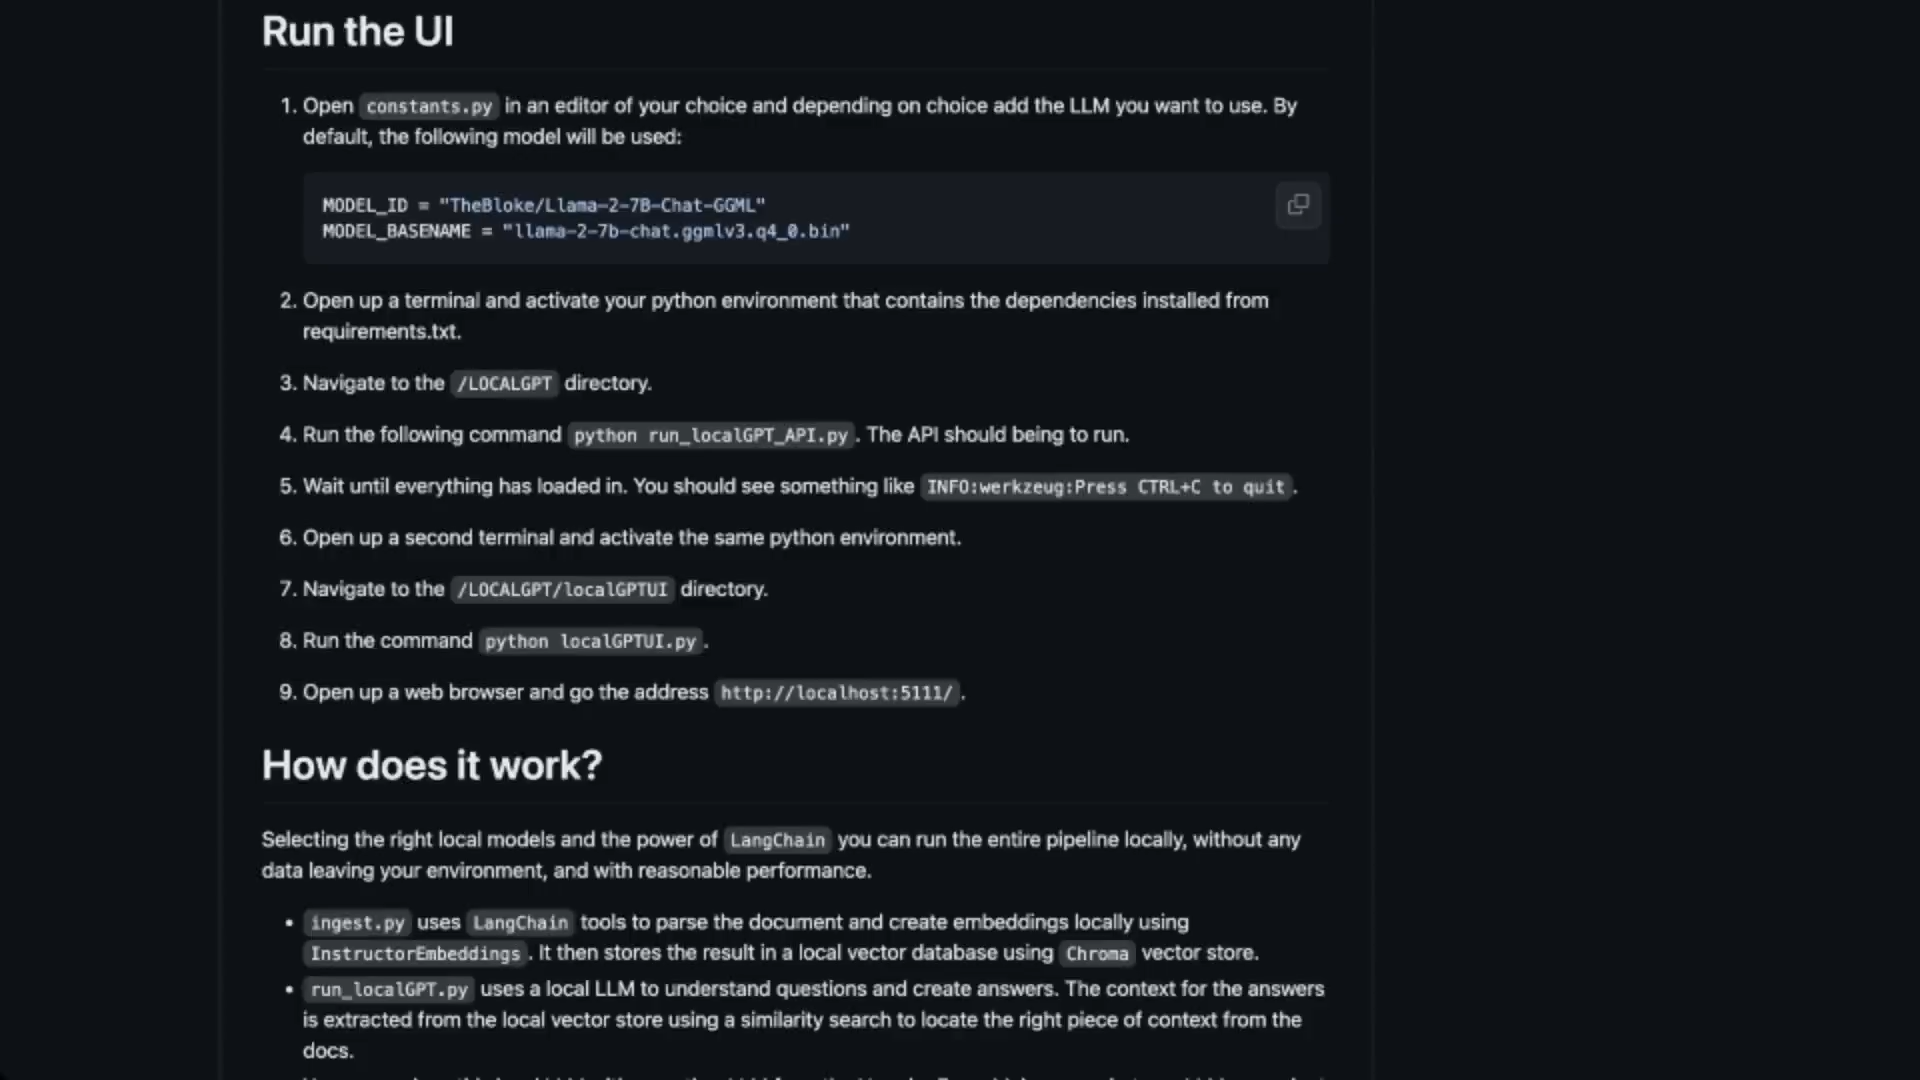 Run the UI
1. Open constants.py in an editor of your choice and depending on choice add the LLM you want to use. By
default, the following model will be used:
MODEL_ID = "TheBloke/Llama-2-7B-Chat-GGML"
MODEL_BASENAME = "llama-2-7b-chat.ggmlv3.q4_0.bin"
2. Open up a terminal and activate your python environment that contains the dependencies installed from
requirements.txt.
3. Navigate to the /LOCALGPT directory.
4. Run the following command python run_localGPT_API.py. The API should being to run.
5. Wait until everything has loaded in. You should see something like INFO:werkzeug:Press CTRL+C to quit.
6. Open up a second terminal and activate the same python environment.
7. Navigate to the /LOCALGPT/localGPTUI directory.
8. Run the command python localGPTUI.py.
9. Open up a web browser and go the address http://localhost:5111/.
How does it work?
Selecting the right local models and the power of LangChain you can run the entire pipeline locally, without any
data leaving your environment, and with reasonable performance.
• ingest.py uses LangChain tools to parse the document and create embeddings locally using
InstructorEmbeddings. It then stores the result in a local vector database using Chroma vector store.
• run_localGPT.py uses a local LLM to understand questions and create answers. The context for the answers
is extracted from the local vector store using a similarity search to locate the right piece of context from the
docs.